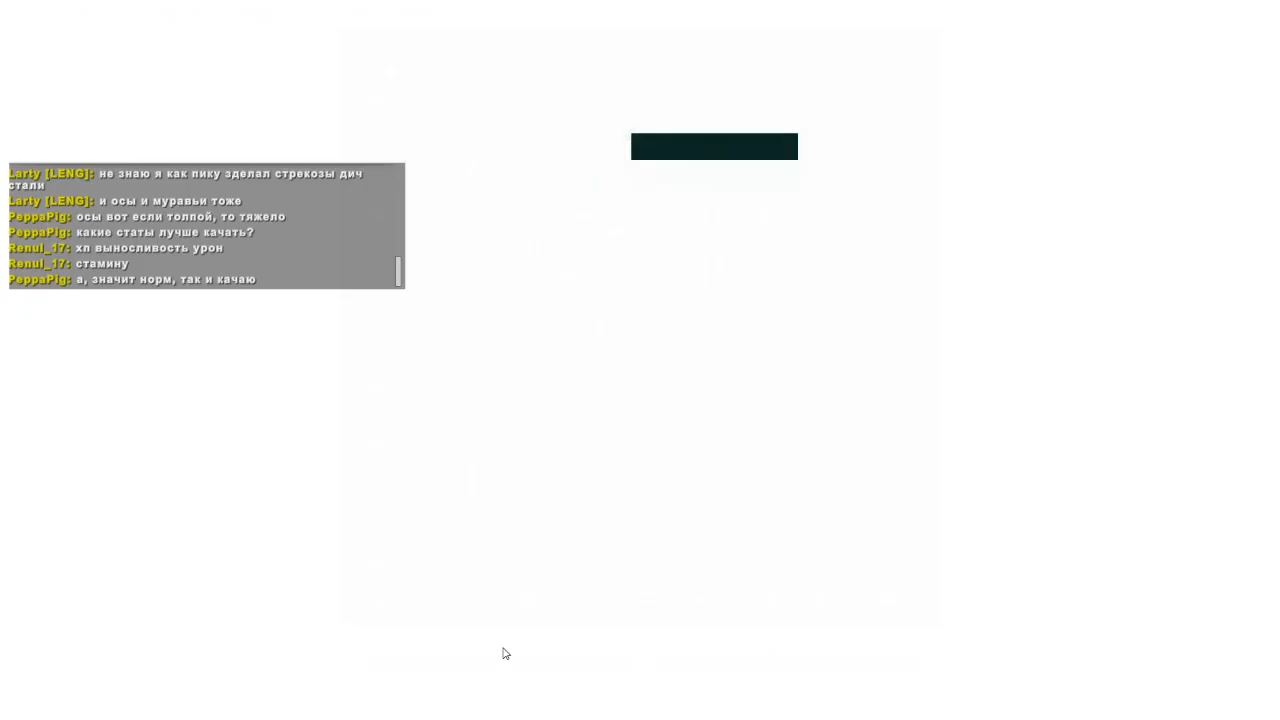 Larty [LENG]: не знаю я как пику зделал стрекозы дич
стали
Larty [LENG]: и осы и муравьи тоже
PeppaPig: осы вот если толпой, то тяжело
PeppaPig: какие статы лучше качать?
Renul_17: хп выносливость урон
Renul_17: стамину
PeppaPig: а, значит норм, так и качаю